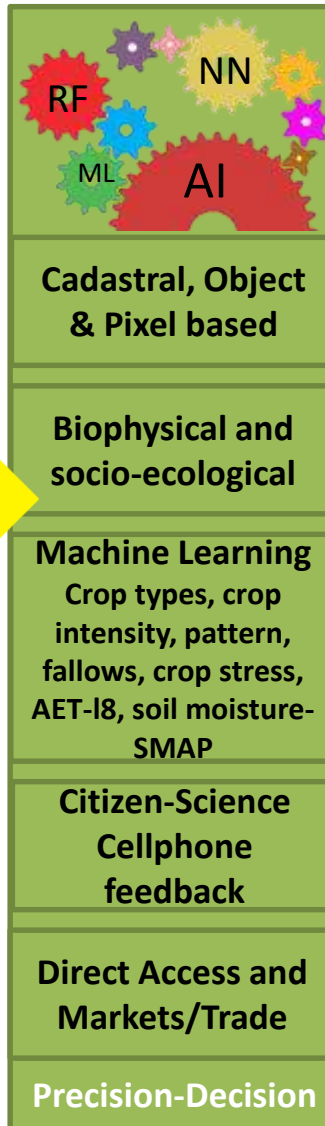 NN
RF
ML
AI
Cadastral, Object
& Pixel based
Biophysical and
socio-ecological
Machine Learning
Crop types, crop
intensity, pattern,
fallows, crop stress,
AET-l8, soil moisture-
SMAP
Citizen-Science
Cellphone
feedback
Direct Access and
Markets/Trade
Precision-Decision